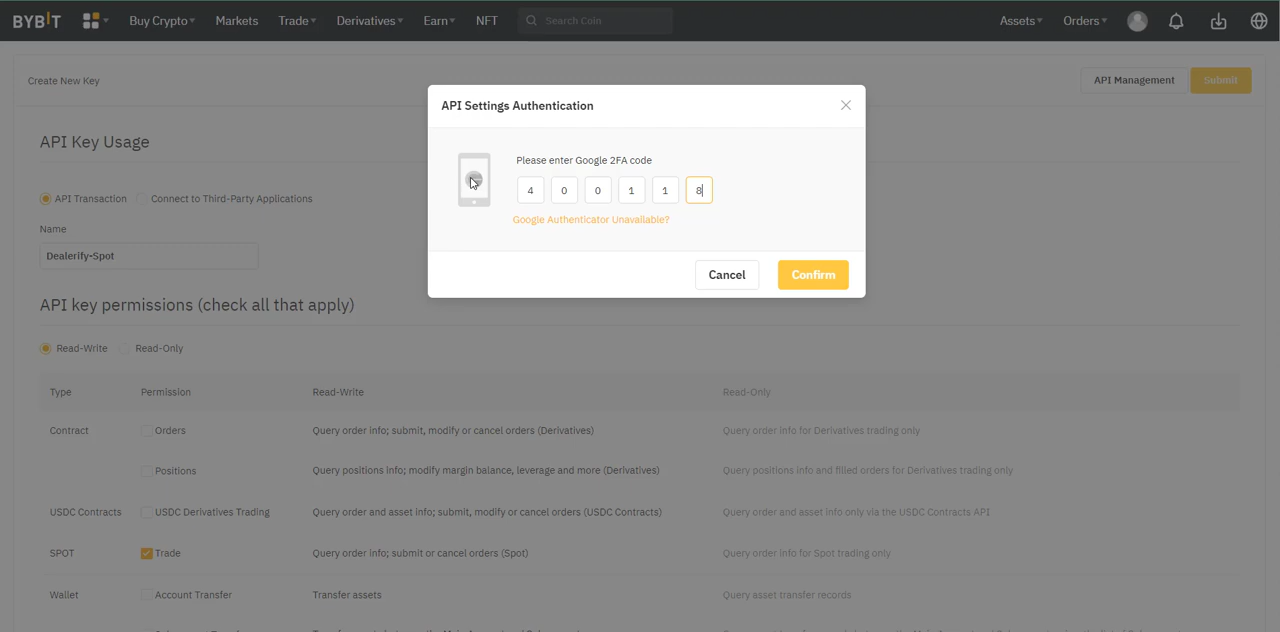 BYBIT Buy Crypto Markets Trade Derivatives Earn NFT Search Coin Assets Orders
Create New Key API Management Submit
API Settings Authentication
API Key Usage
Please enter Google 2FA code
4 0 0 1 1 8
API Transaction Connect to Third-Party Applications
Google Authenticator Unavailable?
Name
Dealerify-Spot
Cancel Confirm
API key permissions (check all that apply)
Read-Write Read-Only
Type Permission Read-Write Read-Only
Contract Orders Query order info; submit, modify or cancel orders (Derivatives) Query order info for Derivatives trading only
Positions Query positions info; modify margin balance, leverage and more (Derivatives) Query positions info and filled orders for Derivatives trading only
USDC Contracts USDC Derivatives Trading Query order and asset info; submit, modify or cancel orders (USDC Contracts) Query order and asset info only via the USDC Contracts API
SPOT Trade Query order info; submit or cancel orders (Spot) Query order info for Spot trading only
Wallet Account Transfer Transfer assets Query asset transfer records